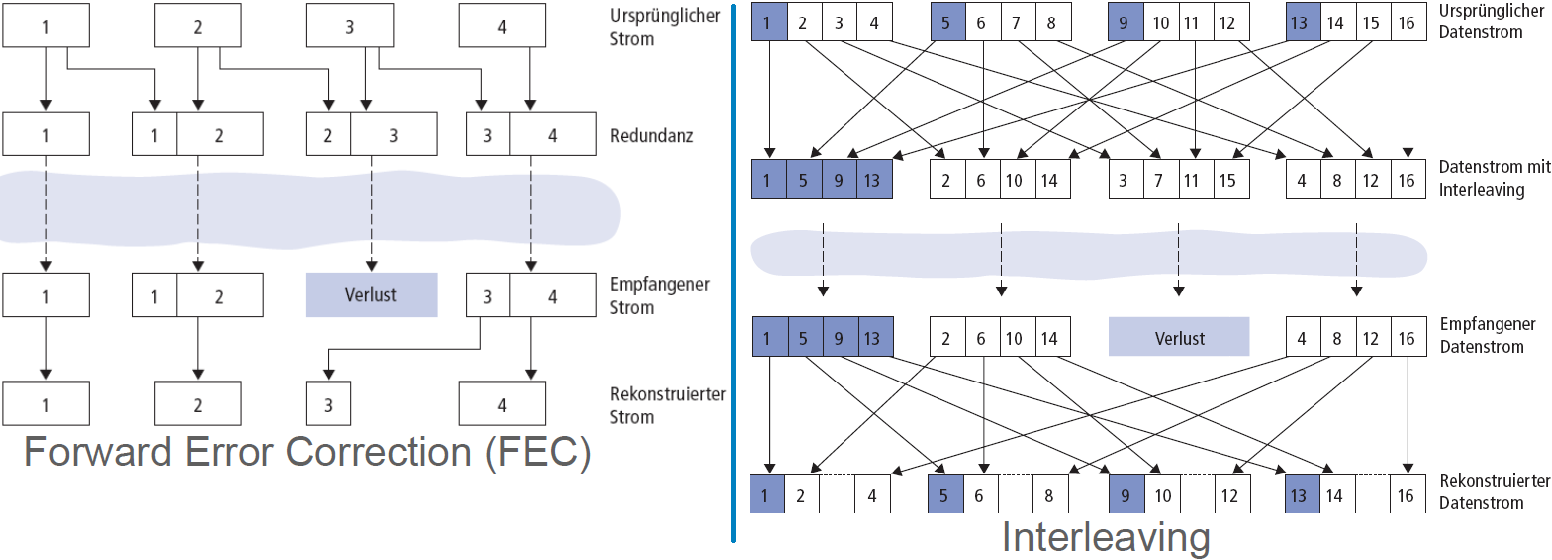 1 2 3 4 Ursprünglicher
Strom
1 1 2 2 3 3 4 Redundanz
1 1 2 Verlust 3 4 Empfangener
Strom
1 2 3 4 Rekonstruierter
Strom
Forward Error Correction (FEC)
1 2 3 4 5 6 7 8 9 10 11 12 13 14 15 16 Ursprünglicher
Datenstrom
1 5 9 13 2 6 10 14 3 7 11 15 4 8 12 16 Datenstrom mit
Interleaving
1 5 9 13 2 6 10 14 Verlust 4 8 12 16 Empfangener
Datenstrom
1 2 4 5 6 8 9 10 12 13 14 16 Rekonstruierter
Datenstrom
Interleaving